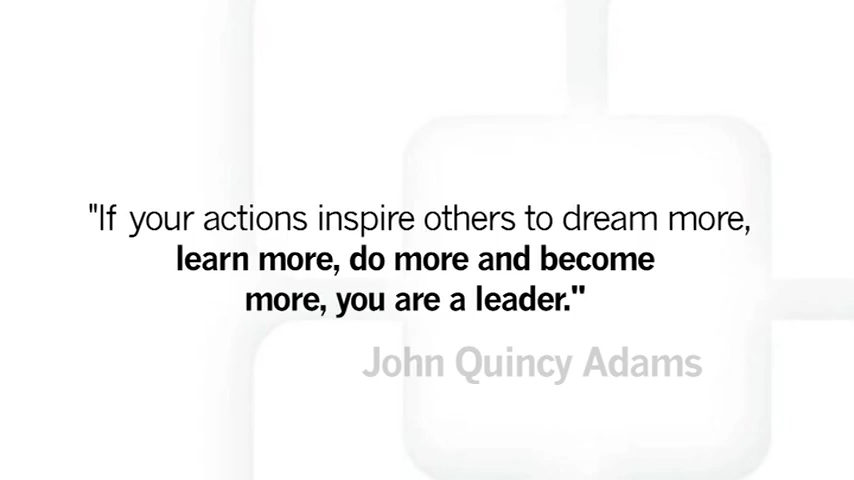 "If your actions inspire others to dream more,
learn more, do more and become
more, you are a leader."
John Quincy Adams